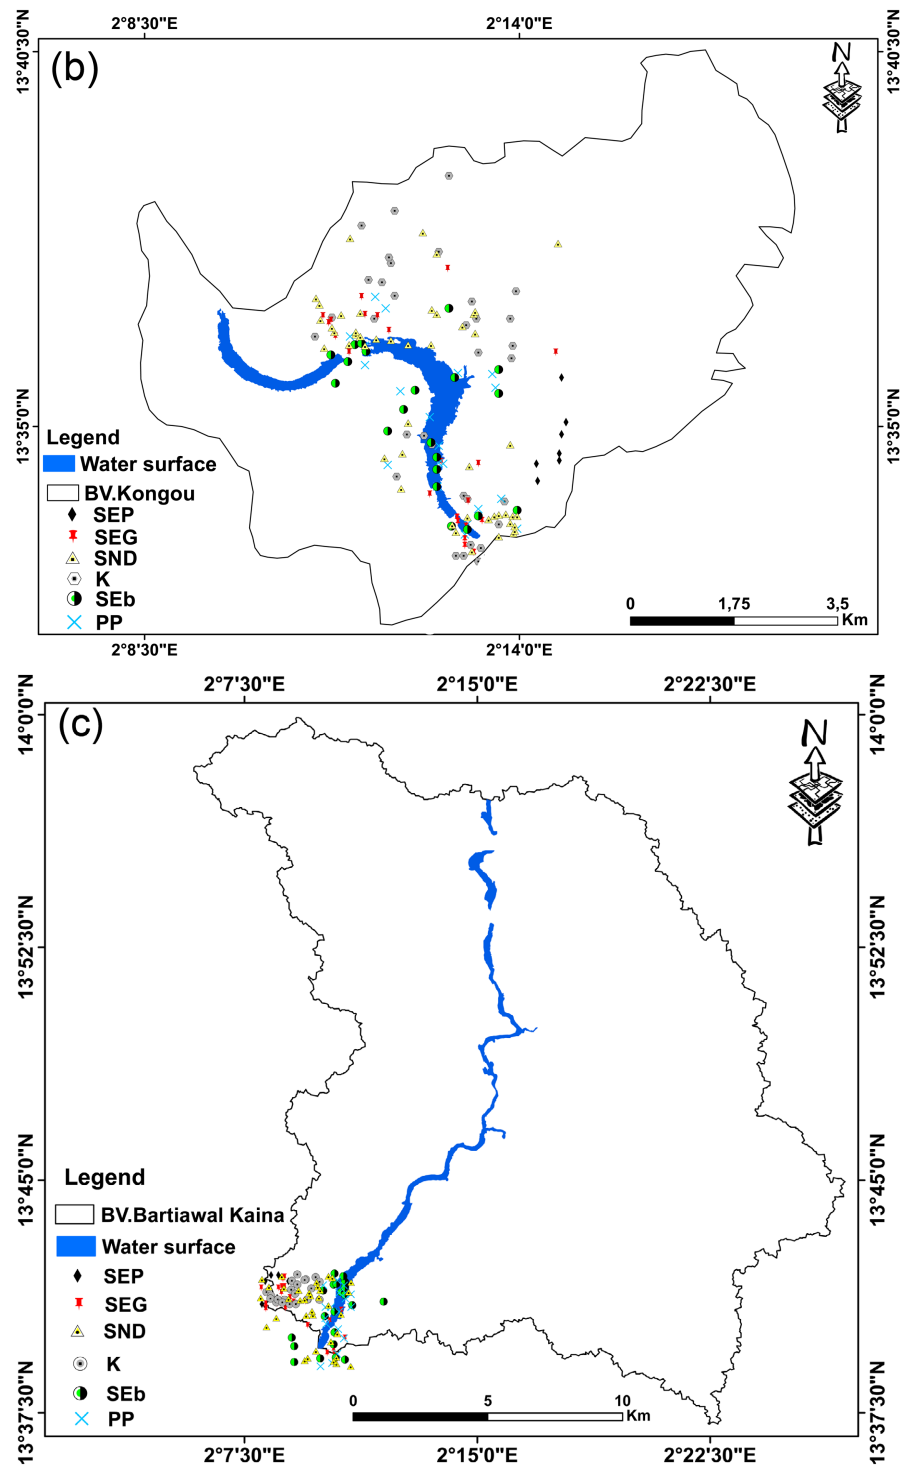 2°8'30"E 2°14'0"E
13°40'30"N 13°40'30"N
(b)
N
13°35'0"N 13°35'0"N
Legend
Water surface
BV.Kongou
SEP
SEG
SND
K
SEb
PP
0 1,75 3,5
Km
2°8'30"E 2°14'0"E
2°7'30"E 2°15'0"E 2°22'30"E
14°0'0"N 14°0'0"N
(c)
N
13°52'30"N 13°52'30"N
13°45'0"N 13°45'0"N
Legend
BV.Bartiawal Kaina
Water surface
SEP
SEG
SND
K
SEb
PP
0 5 10
Km
13°37'30"N 13°37'30"N
2°7'30"E 2°15'0"E 2°22'30"E